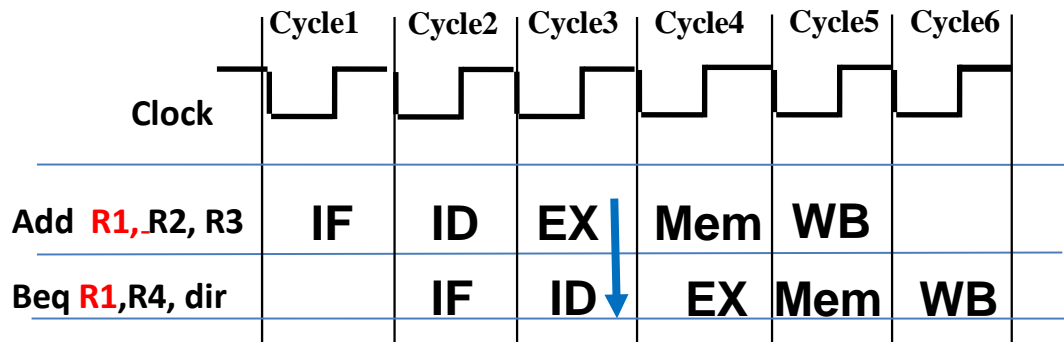 Cycle1 Cycle2 Cycle3 Cycle4 Cycle5 Cycle6
Clock
Add R1, R2, R3 IF ID EX Mem WB
Beq R1,R4, dir IF ID EX Mem WB